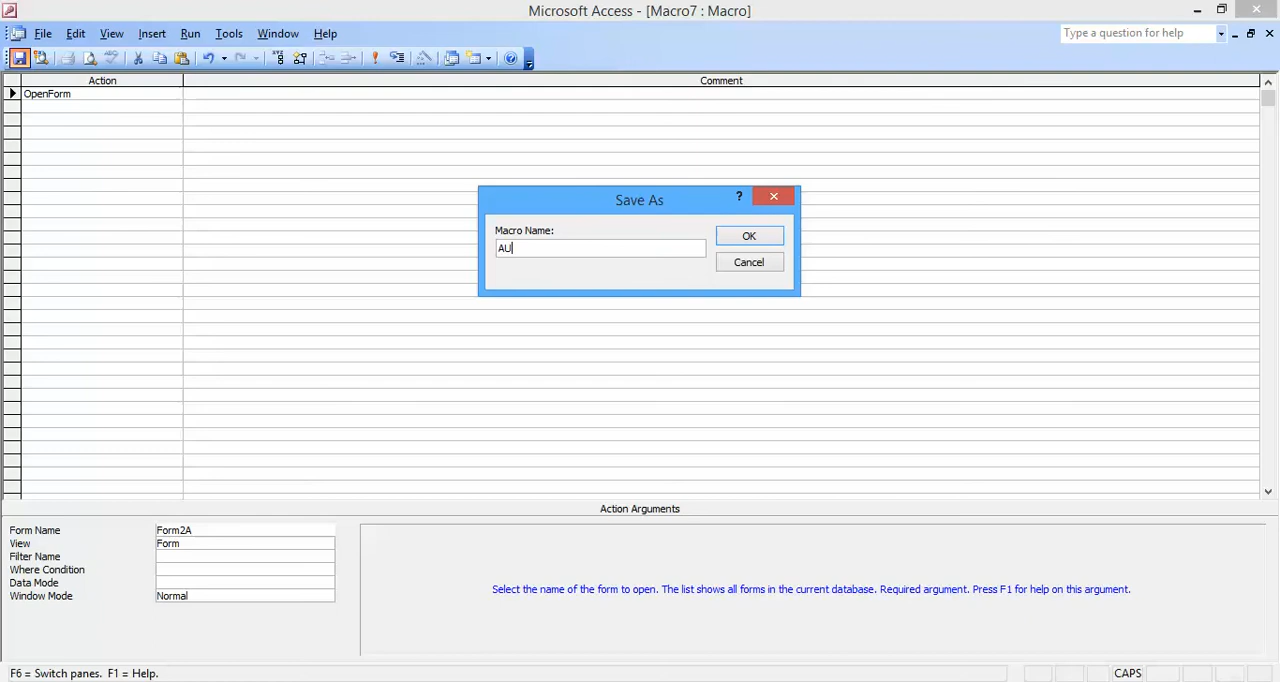 Microsoft Access - [Macro7 : Macro]
File Edit View Insert Run Tools Window Help
Type a question for help
Action Comment
OpenForm
Save As
?
Macro Name:
AU
OK
Cancel
Action Arguments
Form Name Form2A
View Form
Filter Name
Where Condition
Data Mode
Window Mode Normal
Select the name of the form to open. The list shows all forms in the current database. Required argument. Press F1 for help on this argument.
F6 = Switch panes. F1 = Help.
CAPS